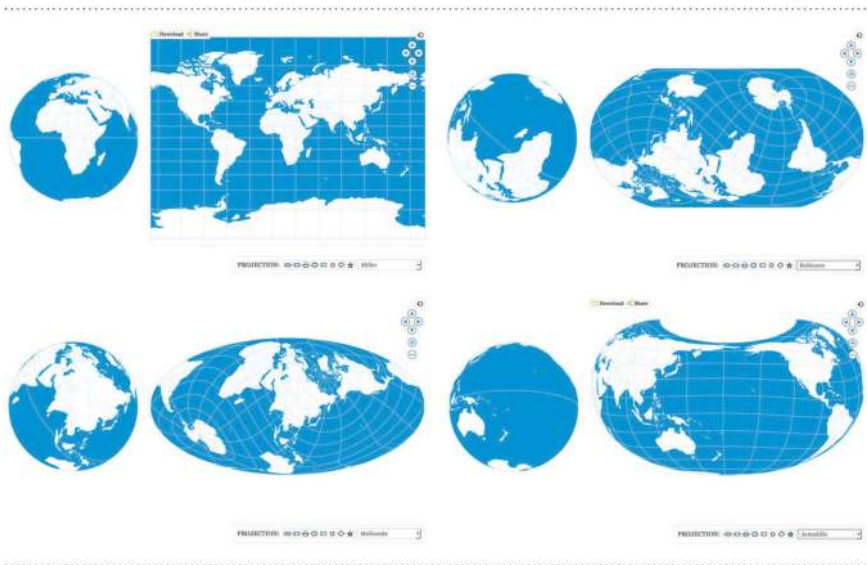 Download Share
PROJECTION: Miller
PROJECTION: Robinson
Download Share
PROJECTION: Mollweide
PROJECTION: Armadillo